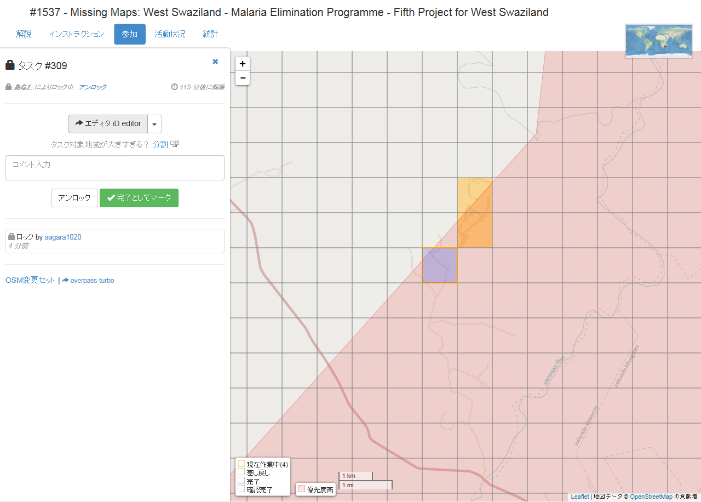 #1537 - Missing Maps: West Swaziland - Malaria Elimination Programme - Fifth Project for West Swaziland
解説 インストラクション 参加 活動状況 統計
タスク #309
×
あなた によりロック中 アンロック
119 分後に解除
エディタ iD editor
タスク対象地域が大きすぎる? 分割
コメント入力
アンロック
完了としてマーク
ロック by sagara1020
4 分前
OSM変更セット | overpass turbo
+
−
現在作業中(4)
差し戻し
完了
確認完了
優先度高
1 km
1 mi
Leaflet | 地図データ © OpenStreetMap の貢献者